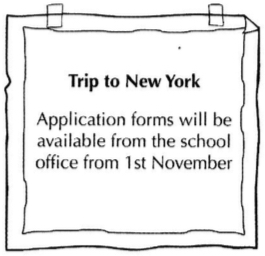 Trip to New York
Application forms will be
available from the school
office from 1st November